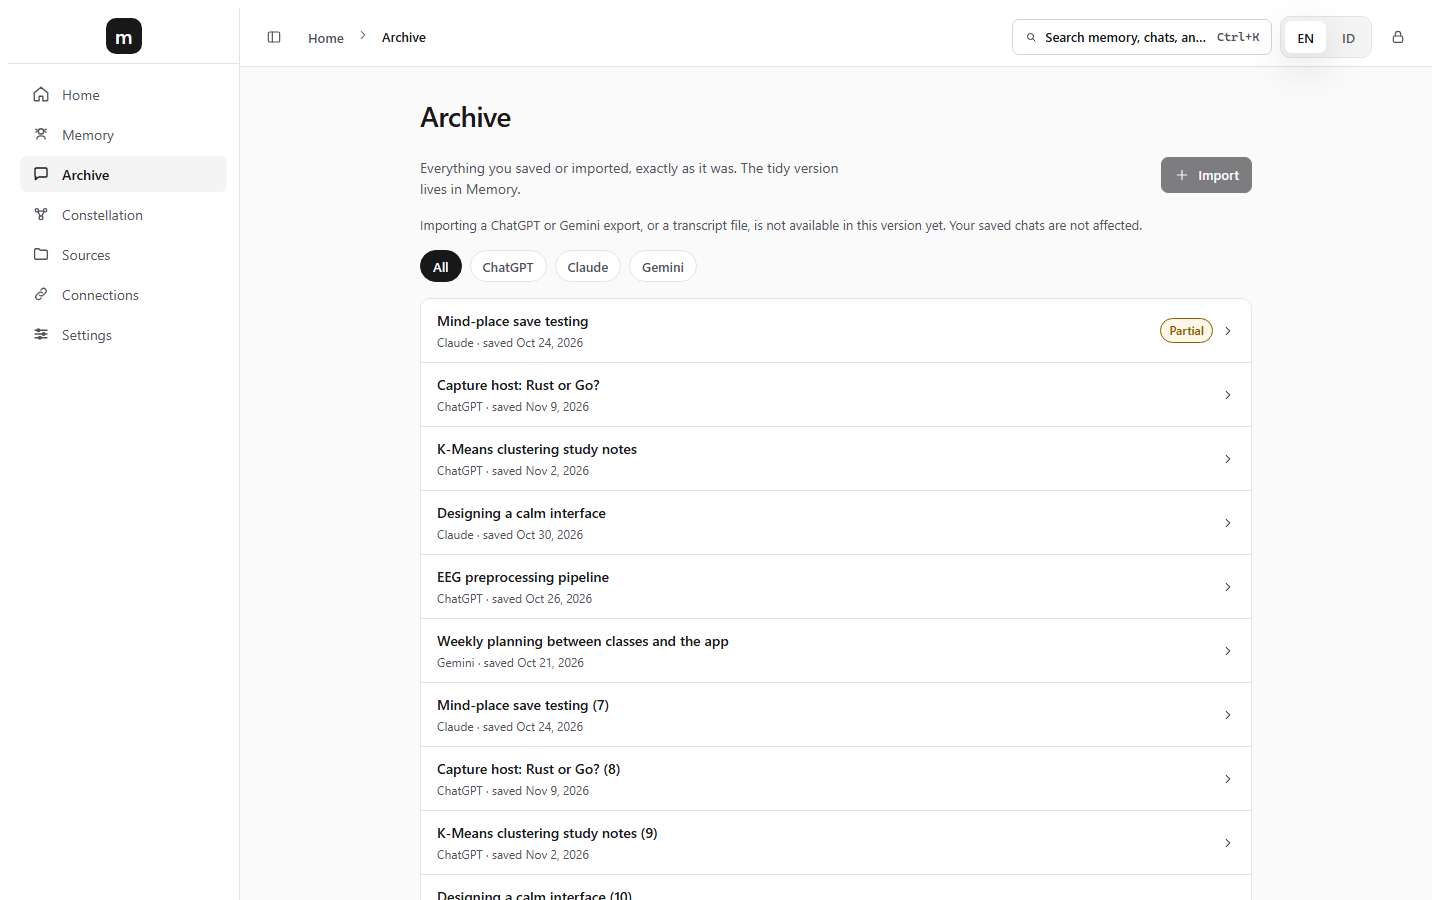 m
Home
Memory
Archive
Constellation
Sources
Connections
Settings
Home
Archive
Search memory, chats, an...
Ctrl+K
EN
ID
Archive
Everything you saved or imported, exactly as it was. The tidy version
lives in Memory.
Import
Importing a ChatGPT or Gemini export, or a transcript file, is not available in this version yet. Your saved chats are not affected.
All
ChatGPT
Claude
Gemini
Mind-place save testing
Claude · saved Oct 24, 2026
Partial
Capture host: Rust or Go?
ChatGPT · saved Nov 9, 2026
K-Means clustering study notes
ChatGPT · saved Nov 2, 2026
Designing a calm interface
Claude · saved Oct 30, 2026
EEG preprocessing pipeline
ChatGPT · saved Oct 26, 2026
Weekly planning between classes and the app
Gemini · saved Oct 21, 2026
Mind-place save testing (7)
Claude · saved Oct 24, 2026
Capture host: Rust or Go? (8)
ChatGPT · saved Nov 9, 2026
K-Means clustering study notes (9)
ChatGPT · saved Nov 2, 2026
Designing a calm interface (10)